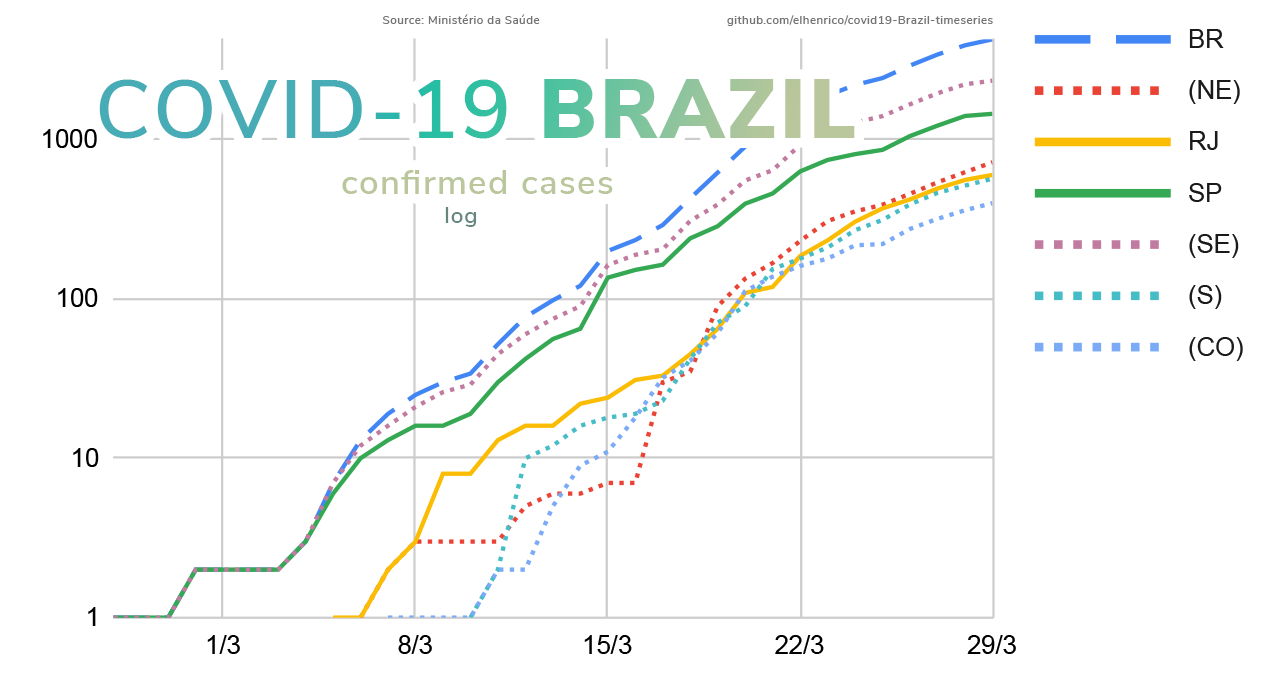 Source: Ministério da Saúde
github.com/elhenrico/covid19-Brazil-timeseries
COVID-19 BRAZIL
confirmed cases
log
1000
100
10
1
1/3
8/3
15/3
22/3
29/3
BR
(NE)
RJ
SP
(SE)
(S)
(CO)